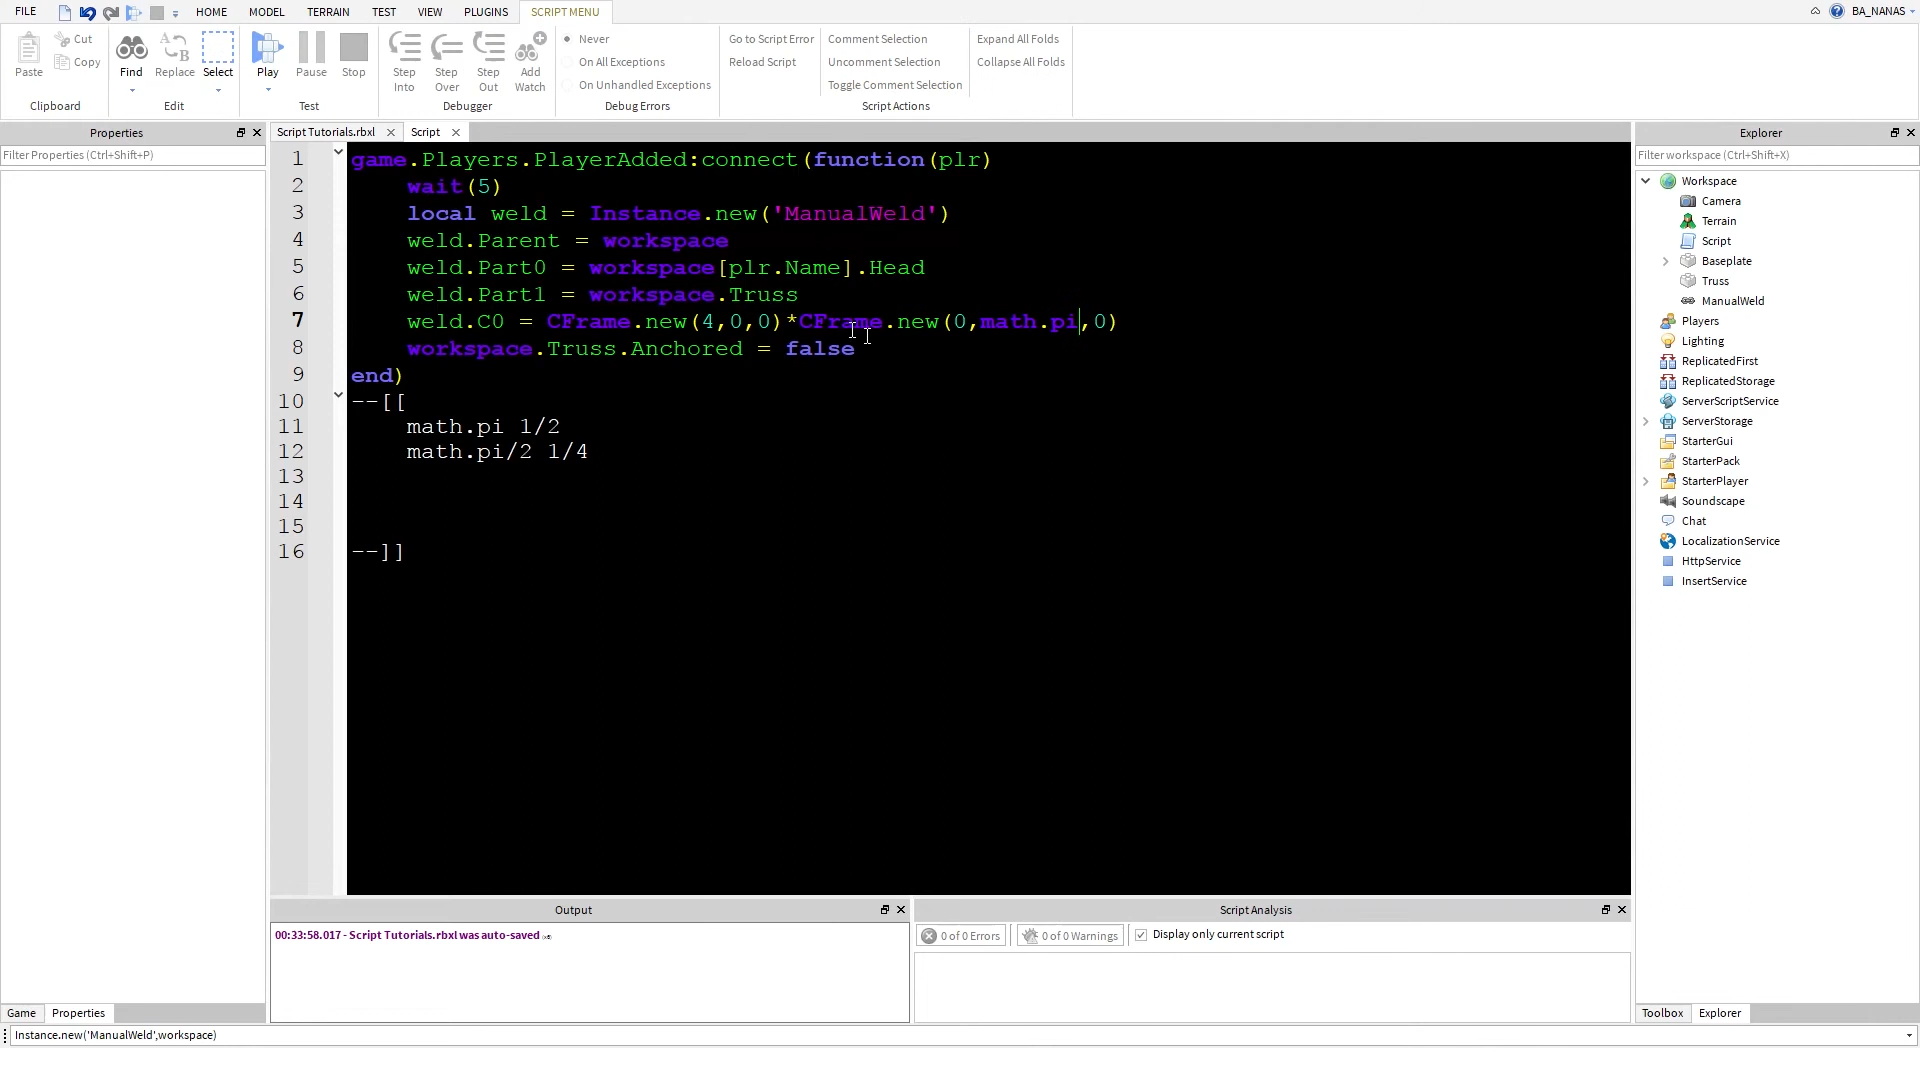 FILE HOME MODEL TERRAIN TEST VIEW PLUGINS SCRIPT MENU BA_NANAS
Paste Cut Copy
Clipboard
Find Replace Select
Edit
Play Pause Stop
Test
Step Into Step Over Step Out Add Watch
Debugger
Never
On All Exceptions
On Unhandled Exceptions
Debug Errors
Go to Script Error
Reload Script
Comment Selection
Uncomment Selection
Toggle Comment Selection
Expand All Folds
Collapse All Folds
Script Actions
Properties
Filter Properties (Ctrl+Shift+P)
Script Tutorials.rbxl Script
1 game.Players.PlayerAdded:connect(function(plr)
2 wait(5)
3 local weld = Instance.new('ManualWeld')
4 weld.Parent = workspace
5 weld.Part0 = workspace[plr.Name].Head
6 weld.Part1 = workspace.Truss
7 weld.C0 = CFrame.new(4,0,0)*CFrame.new(0,math.pi,0)
8 workspace.Truss.Anchored = false
9 end)
10 --[[
11 math.pi 1/2
12 math.pi/2 1/4
13
14
15
16 --]]
Explorer
Filter workspace (Ctrl+Shift+X)
Workspace
Camera
Terrain
Script
Baseplate
Truss
ManualWeld
Players
Lighting
ReplicatedFirst
ReplicatedStorage
ServerScriptService
ServerStorage
StarterGui
StarterPack
StarterPlayer
Soundscape
Chat
LocalizationService
HttpService
InsertService
Output
00:33:58.017 - Script Tutorials.rbxl was auto-saved
Script Analysis
0 of 0 Errors 0 of 0 Warnings Display only current script
Game Properties
Toolbox Explorer
Instance.new('ManualWeld',workspace)